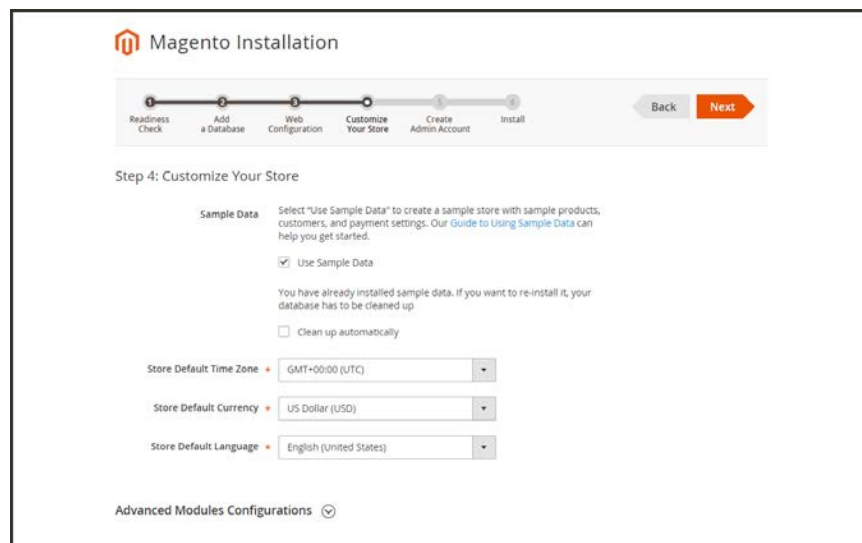 Magento Installation
1 2 3 5 6
Readiness Check
Add a Database
Web Configuration
Customize Your Store
Create Admin Account
Install
Back
Next
Step 4: Customize Your Store
Sample Data
Select "Use Sample Data" to create a sample store with sample products,
customers, and payment settings. Our Guide to Using Sample Data can
help you get started.
Use Sample Data
You have already installed sample data. If you want to re-install it, your
database has to be cleaned up
Clean up automatically
Store Default Time Zone * GMT+00:00 (UTC)
Store Default Currency * US Dollar (USD)
Store Default Language * English (United States)
Advanced Modules Configurations